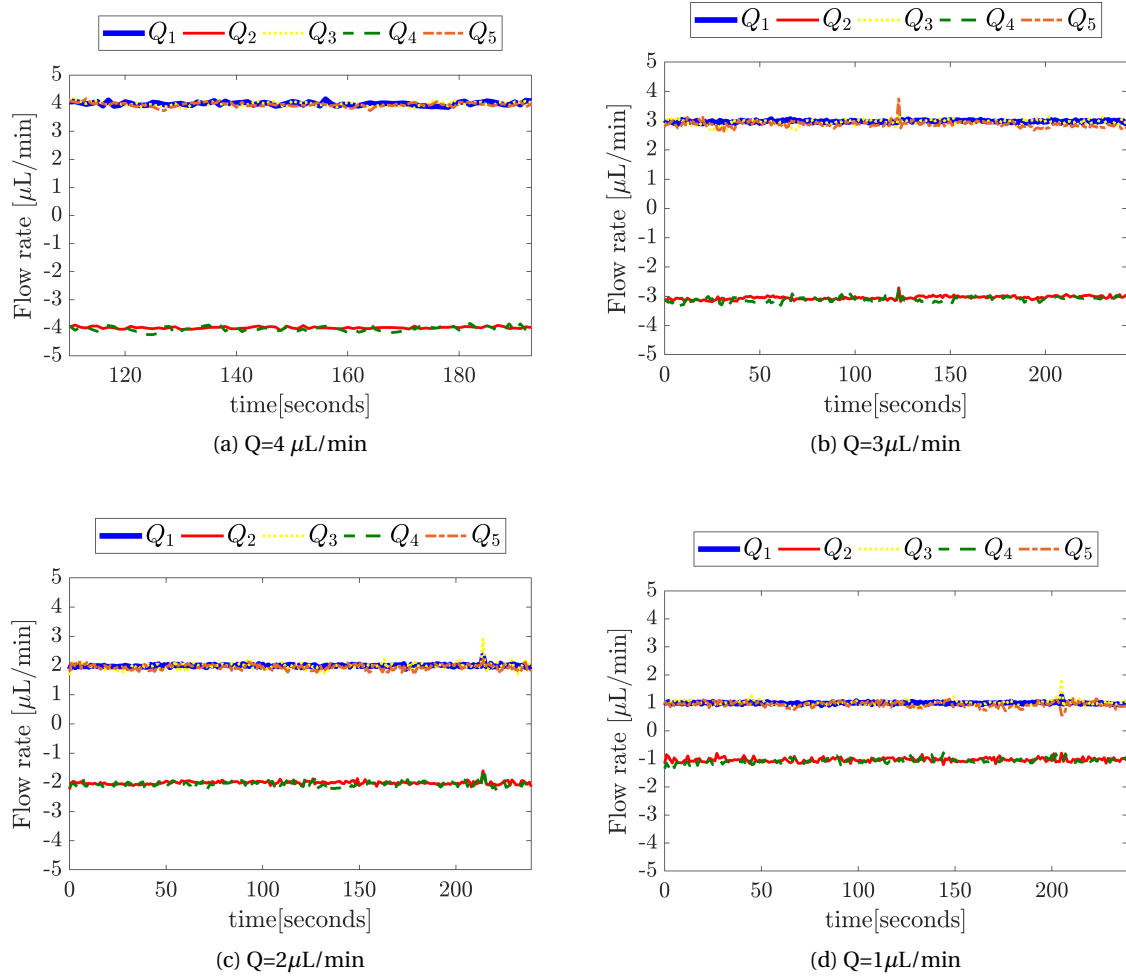 Q1 Q2 Q3 Q4 Q5
5
4
3
2
1
0
-1
-2
-3
-4
-5
Flow rate [μL/min]
120 140 160 180
time[seconds]
(a) Q=4 μL/min
Q1 Q2 Q3 Q4 Q5
5
4
3
2
1
0
-1
-2
-3
-4
-5
Flow rate [μL/min]
0 50 100 150 200
time[seconds]
(b) Q=3μL/min
Q1 Q2 Q3 Q4 Q5
5
4
3
2
1
0
-1
-2
-3
-4
-5
Flow rate [μL/min]
0 50 100 150 200
time[seconds]
(c) Q=2μL/min
Q1 Q2 Q3 Q4 Q5
5
4
3
2
1
0
-1
-2
-3
-4
-5
Flow rate [μL/min]
0 50 100 150 200
time[seconds]
(d) Q=1μL/min